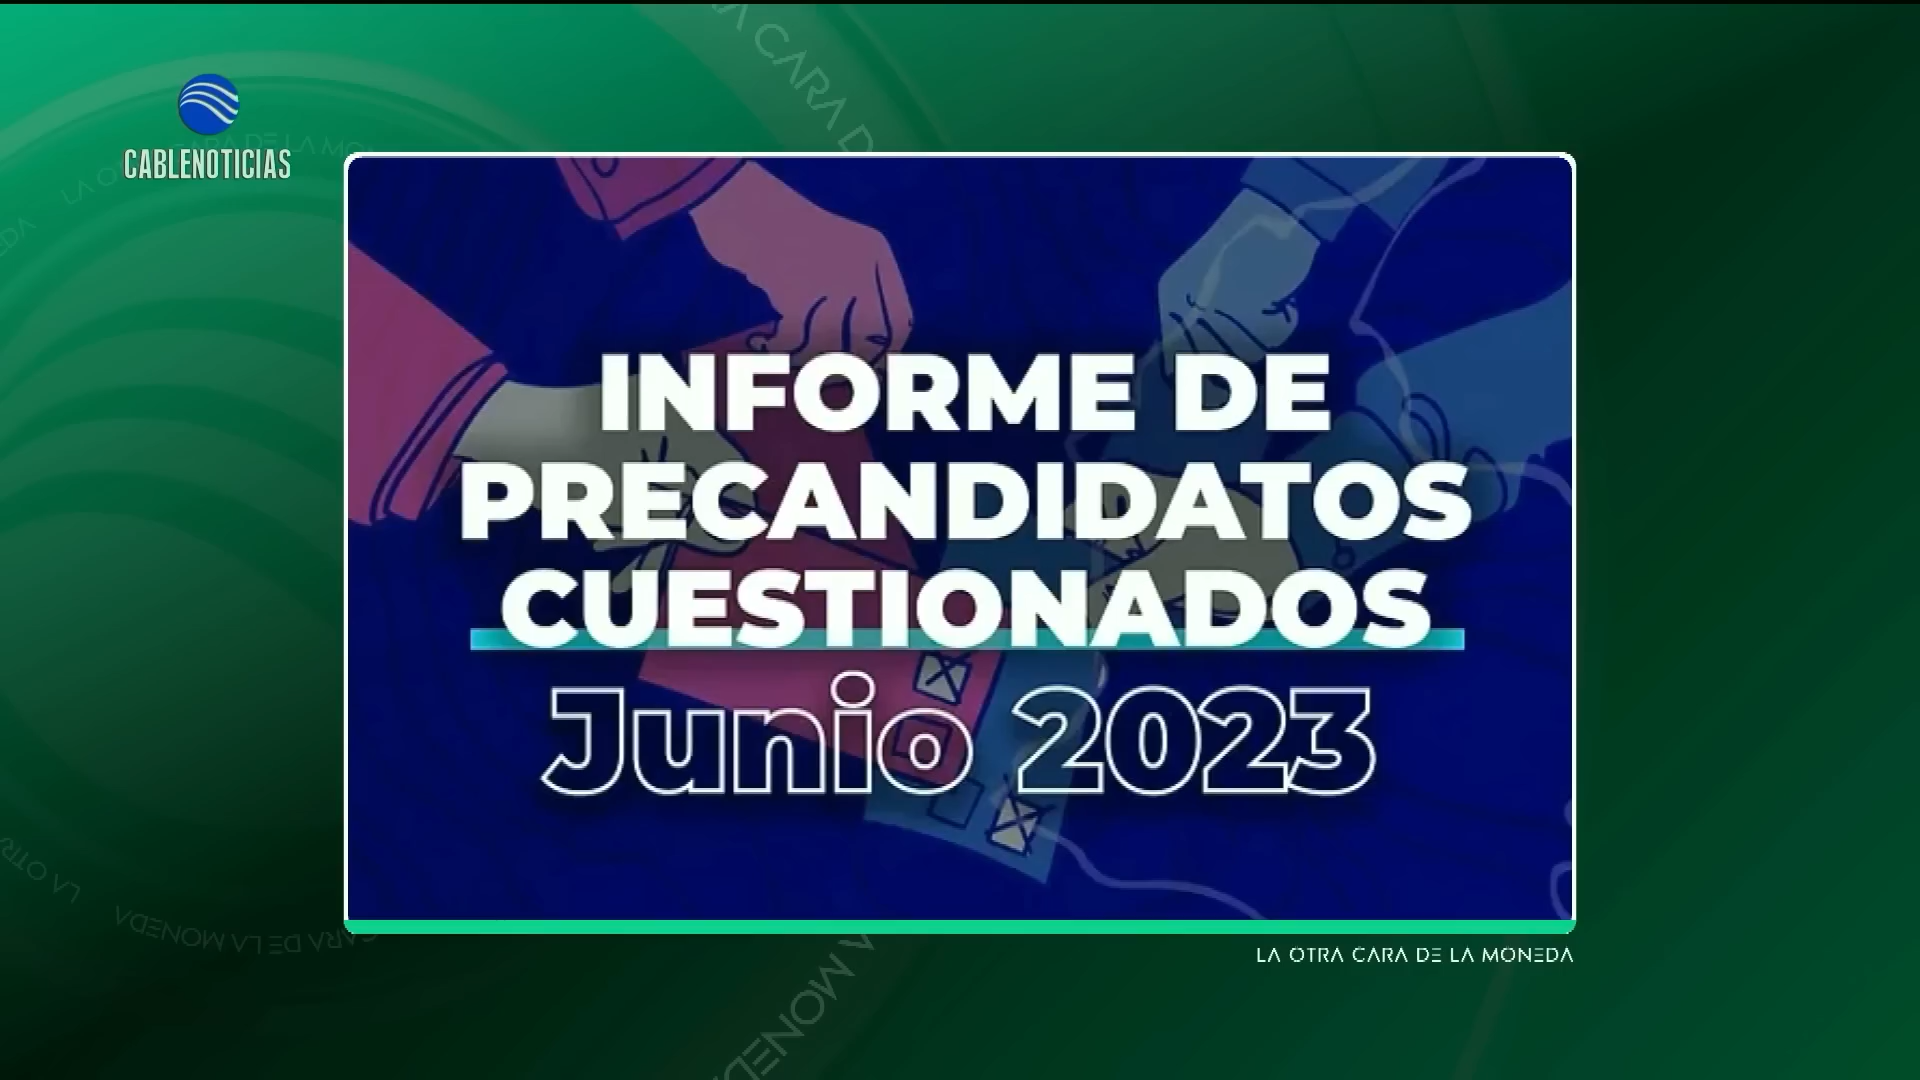 CABLENOTICIAS
INFORME DE
PRECANDIDATOS
CUESTIONADOS
Junio 2023
LA OTRA CARA DE LA MONEDA